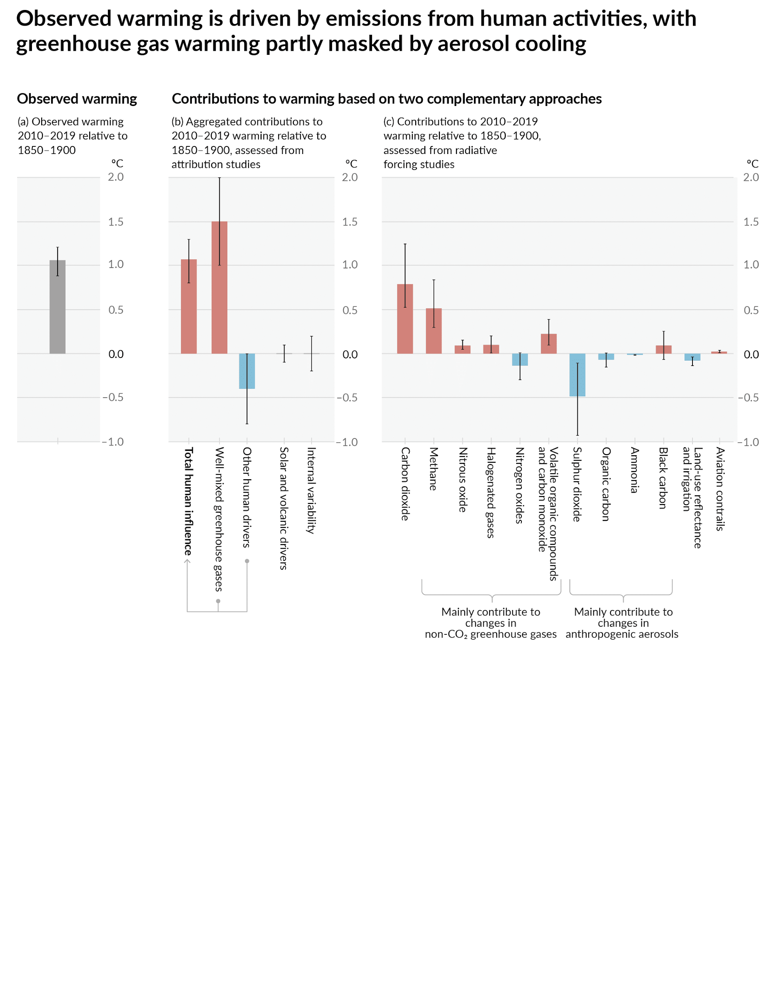 Observed warming is driven by emissions from human activities, with
greenhouse gas warming partly masked by aerosol cooling
Observed warming
(a) Observed warming
2010–2019 relative to
1850–1900
ºC
2.0
1.5
1.0
0.5
0.0
–0.5
–1.0
Contributions to warming based on two complementary approaches
(b) Aggregated contributions to
2010–2019 warming relative to
1850–1900, assessed from
attribution studies
ºC
2.0
1.5
1.0
0.5
0.0
–0.5
–1.0
Total human influence
Well-mixed greenhouse gases
Other human drivers
Solar and volcanic drivers
Internal variability
(c) Contributions to 2010–2019
warming relative to 1850–1900,
assessed from radiative
forcing studies
ºC
2.0
1.5
1.0
0.5
0.0
–0.5
–1.0
Carbon dioxide
Methane
Nitrous oxide
Halogenated gases
Nitrogen oxides
Volatile organic compounds
and carbon monoxide
Sulphur dioxide
Organic carbon
Ammonia
Black carbon
Land-use reflectance
and irrigation
Aviation contrails
Mainly contribute to
changes in
non-CO₂ greenhouse gases
Mainly contribute to
changes in
anthropogenic aerosols